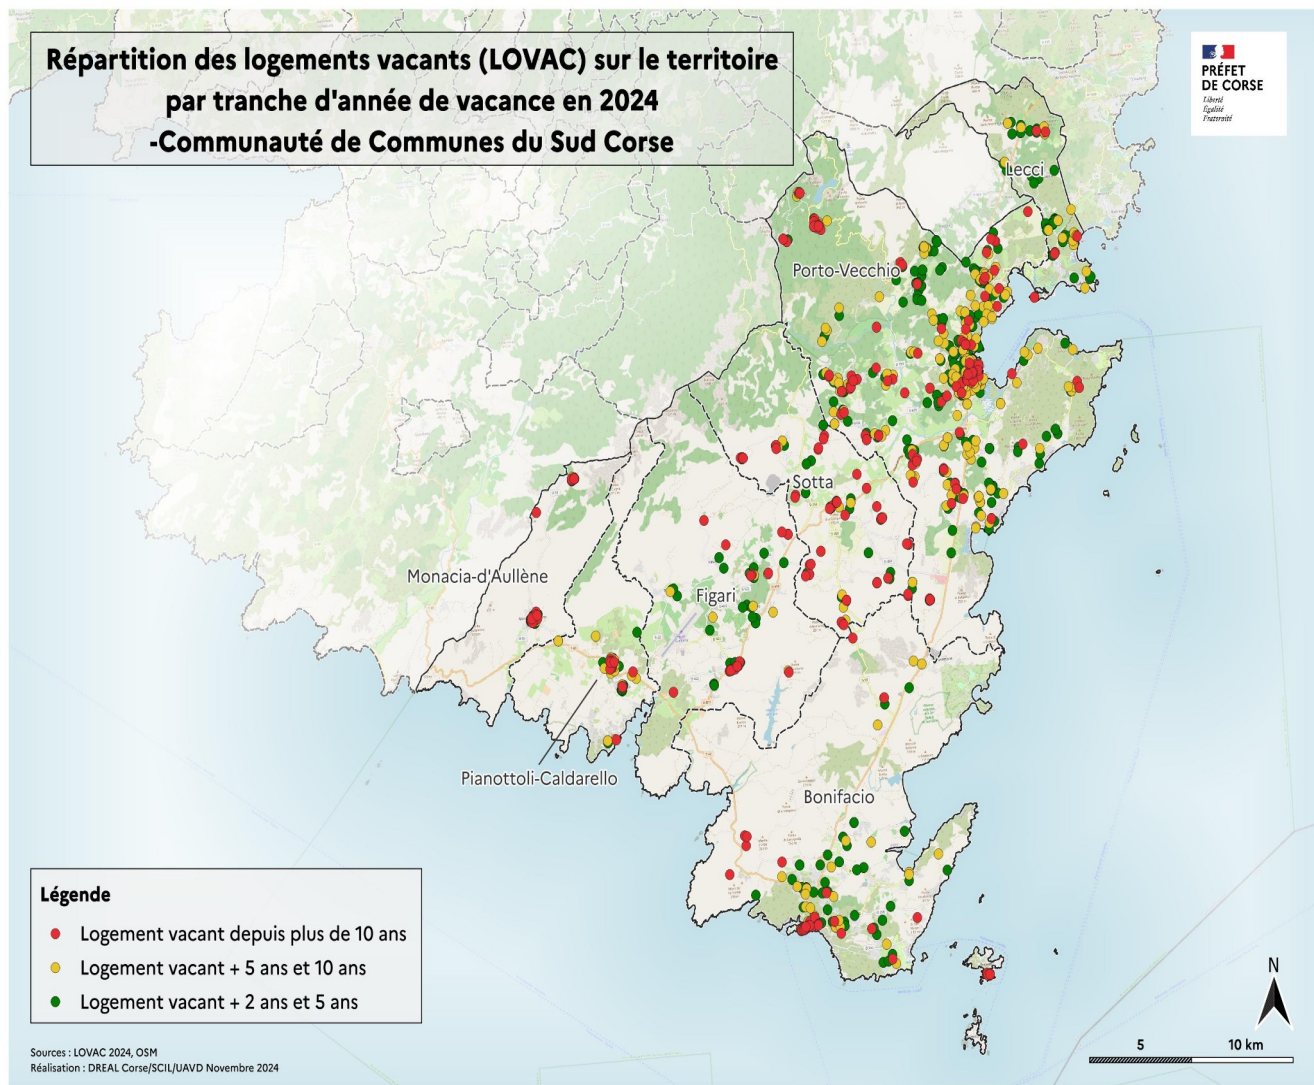 Répartition des logements vacants (LOVAC) sur le territoire
par tranche d'année de vacance en 2024
-Communauté de Communes du Sud Corse
PRÉFET
DE CORSE
Liberté
Égalité
Fraternité
Lecci
Porto-Vecchio
Sotta
Monacia-d'Aullène
Figari
Pianottoli-Caldarello
Bonifacio
Légende
Logement vacant depuis plus de 10 ans
Logement vacant + 5 ans et 10 ans
Logement vacant + 2 ans et 5 ans
N
5 10 km
Sources : LOVAC 2024, OSM
Réalisation : DREAL Corse/SCIL/UAVD Novembre 2024